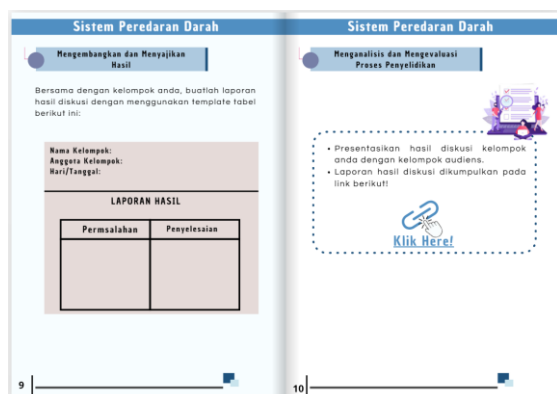 Sistem Peredaran Darah
Mengembangkan dan Menyajikan
Hasil
Bersama dengan kelompok anda, buatlah laporan
hasil diskusi dengan menggunakan template tabel
berikut ini:
Nama Kelompok:
Anggota Kelompok:
Hari/Tanggal:
LAPORAN HASIL
Permsalahan Penyelesaian
9
Sistem Peredaran Darah
Menganalisis dan Mengevaluasi
Proses Penyelidikan
• Presentasikan hasil diskusi kelompok
anda dengan kelompok audiens.
• Laporan hasil diskusi dikumpulkan pada
link berikut!
Klik Here!
10